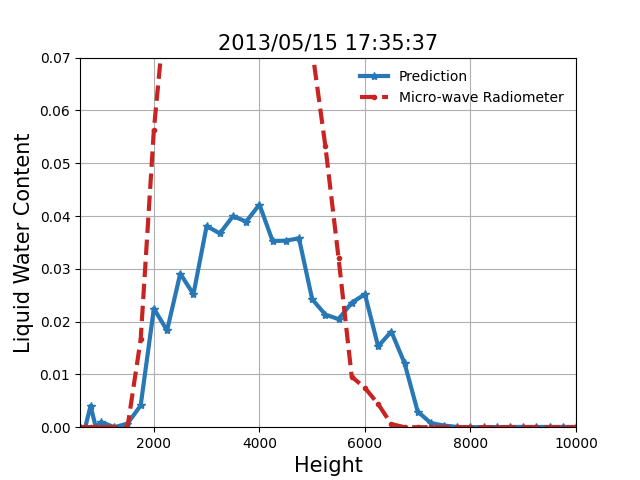 2013/05/15 17:35:37
0.07
0.06
0.05
0.04
0.03
0.02
0.01
0.00
Liquid Water Content
Prediction
Micro-wave Radiometer
2000 4000 6000 8000 10000
Height